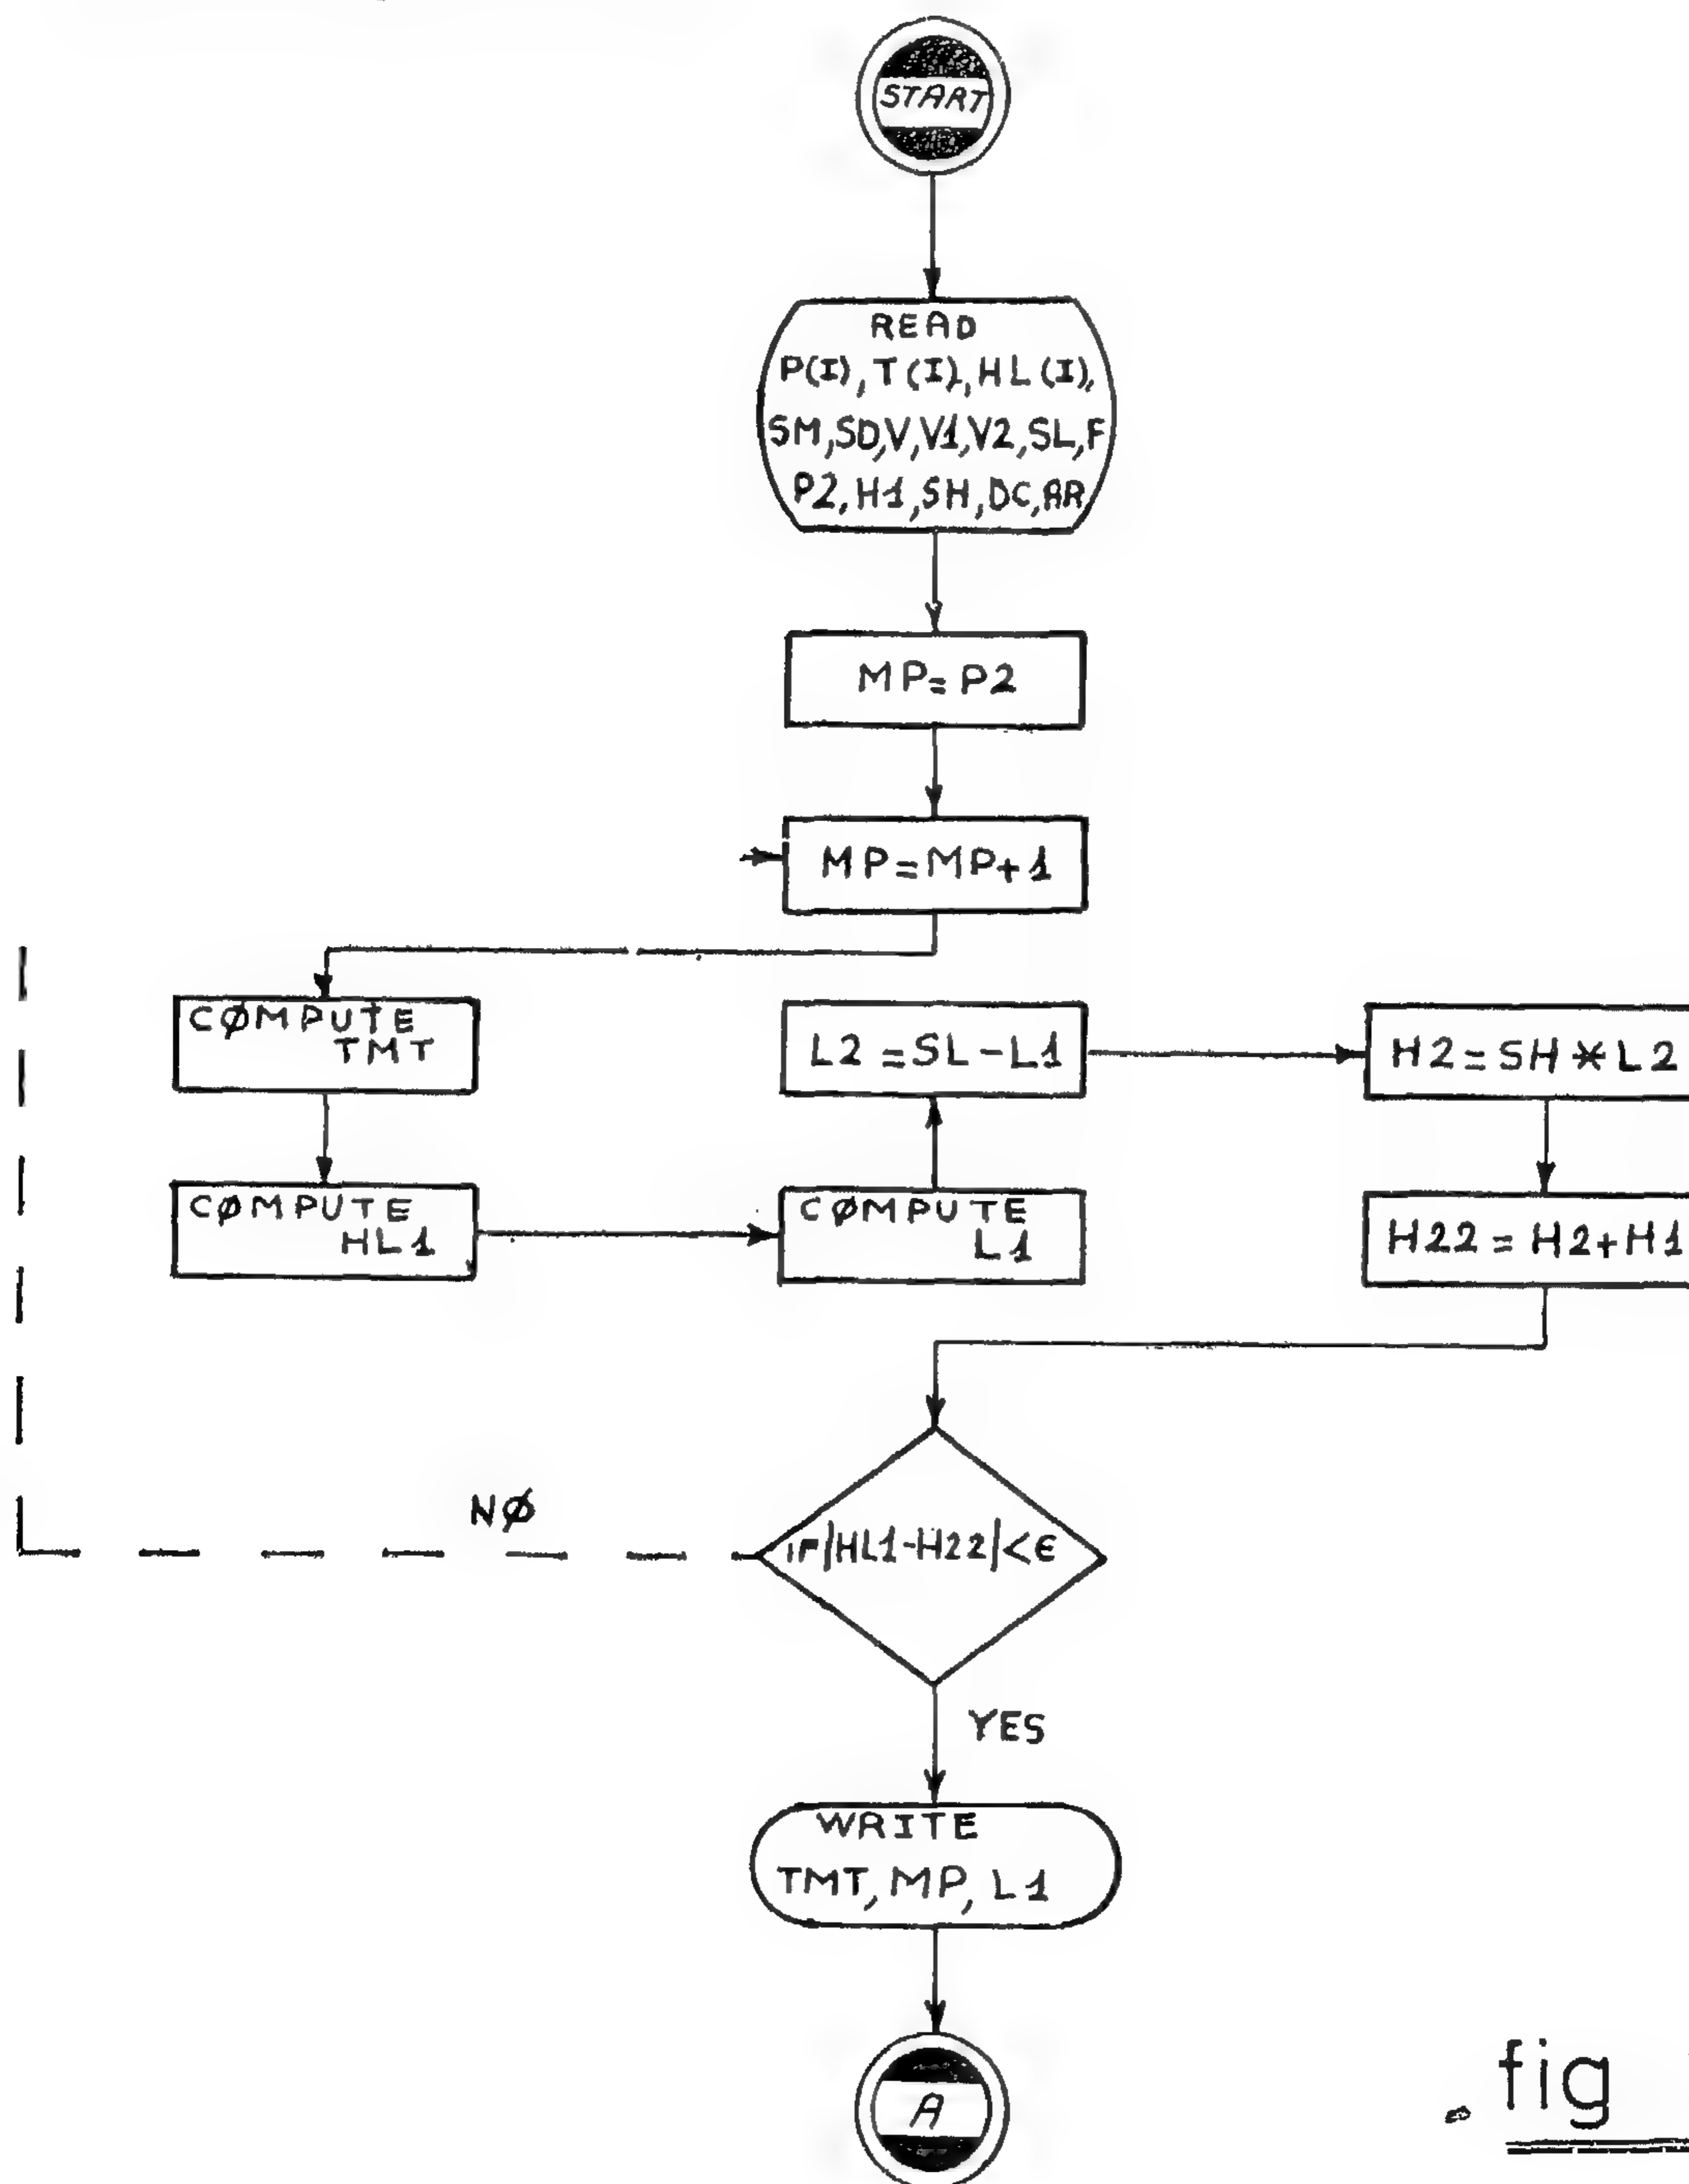 START
READ
P(I), T(I), HL(I),
SM,SD,V,V1,V2,SL,F
P2,H1,SH,DC,AR
MP=P2
MP=MP+1
CØMPUTE
TMT
CØMPUTE
HL1
CØMPUTE
L1
L2=SL-L1
H2=SH*L2
H22=H2+H1
IF|HL1-H22|<ϵ
NØ
YES
WRITE
TMT, MP, L1
A
fig